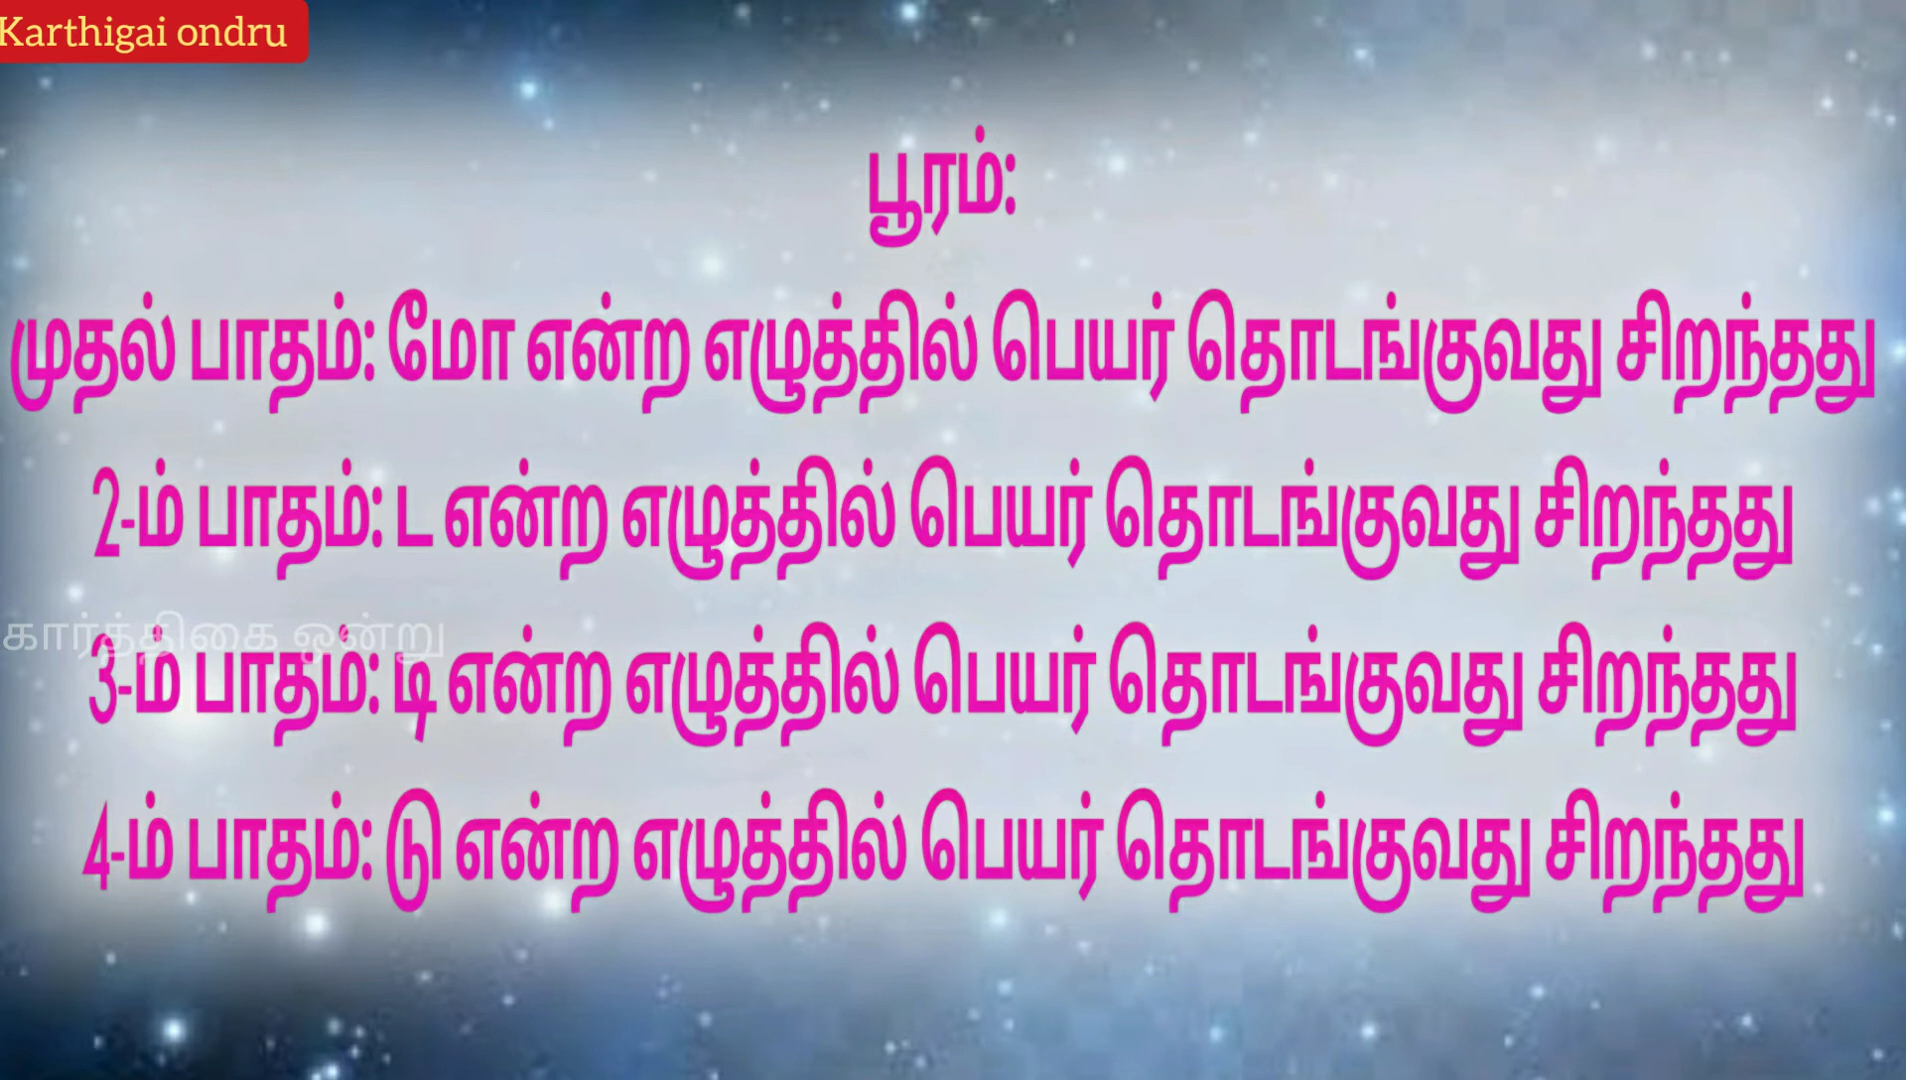 Karthigai ondru
பூரம்:
முதல் பாதம்: மோ என்ற எழுத்தில் பெயர் தொடங்குவது சிறந்தது
2-ம் பாதம்: ட என்ற எழுத்தில் பெயர் தொடங்குவது சிறந்தது
கார்த்திகை ஒன்று
3-ம் பாதம்: டி என்ற எழுத்தில் பெயர் தொடங்குவது சிறந்தது
4-ம் பாதம்: டு என்ற எழுத்தில் பெயர் தொடங்குவது சிறந்தது